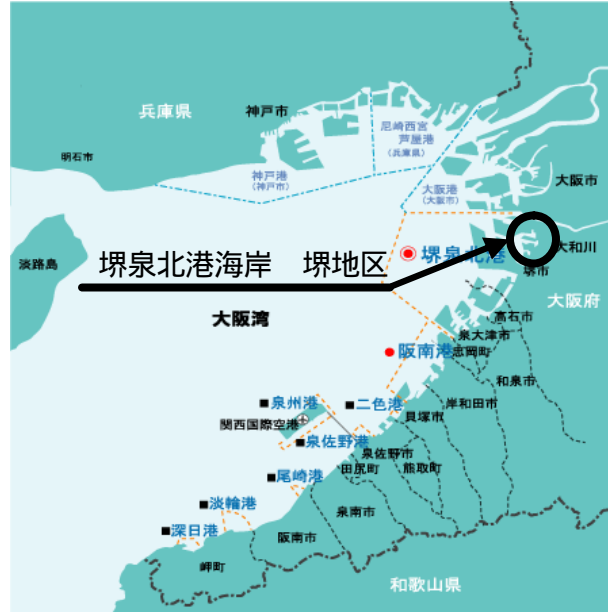 兵庫県
神戸市
尼崎西宮
芦屋港
(兵庫県)
明石市
神戸港
(神戸市)
大阪港
(大阪市)
大阪市
淡路島
堺泉北港
大和川
堺泉北港海岸　堺地区
堺市
大阪府
大阪湾
高石市
泉大津市
忠岡町
阪南港
和泉市
泉州港
二色港
岸和田市
貝塚市
関西国際空港
泉佐野港
泉佐野市
田尻町
熊取町
尾崎港
淡輪港
泉南市
深日港
阪南市
岬町
和歌山県